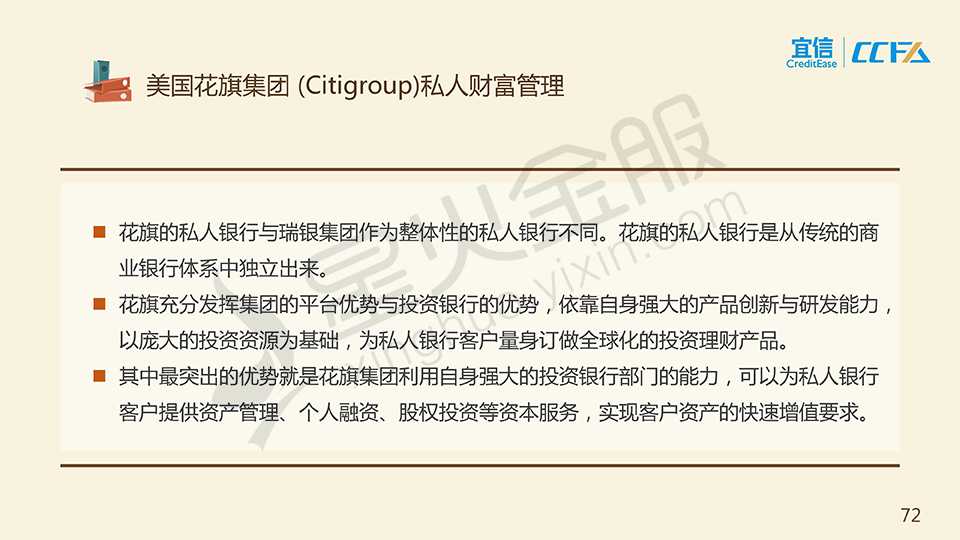 宜信
CreditEase
CCFA
美国花旗集团 (Citigroup)私人财富管理
花旗的私人银行与瑞银集团作为整体性的私人银行不同。花旗的私人银行是从传统的商
业银行体系中独立出来。
花旗充分发挥集团的平台优势与投资银行的优势，依靠自身强大的产品创新与研发能力，
以庞大的投资资源为基础，为私人银行客户量身订做全球化的投资理财产品。
其中最突出的优势就是花旗集团利用自身强大的投资银行部门的能力，可以为私人银行
客户提供资产管理、个人融资、股权投资等资本服务，实现客户资产的快速增值要求。
星火金服
xinghuo.yixin.com
72